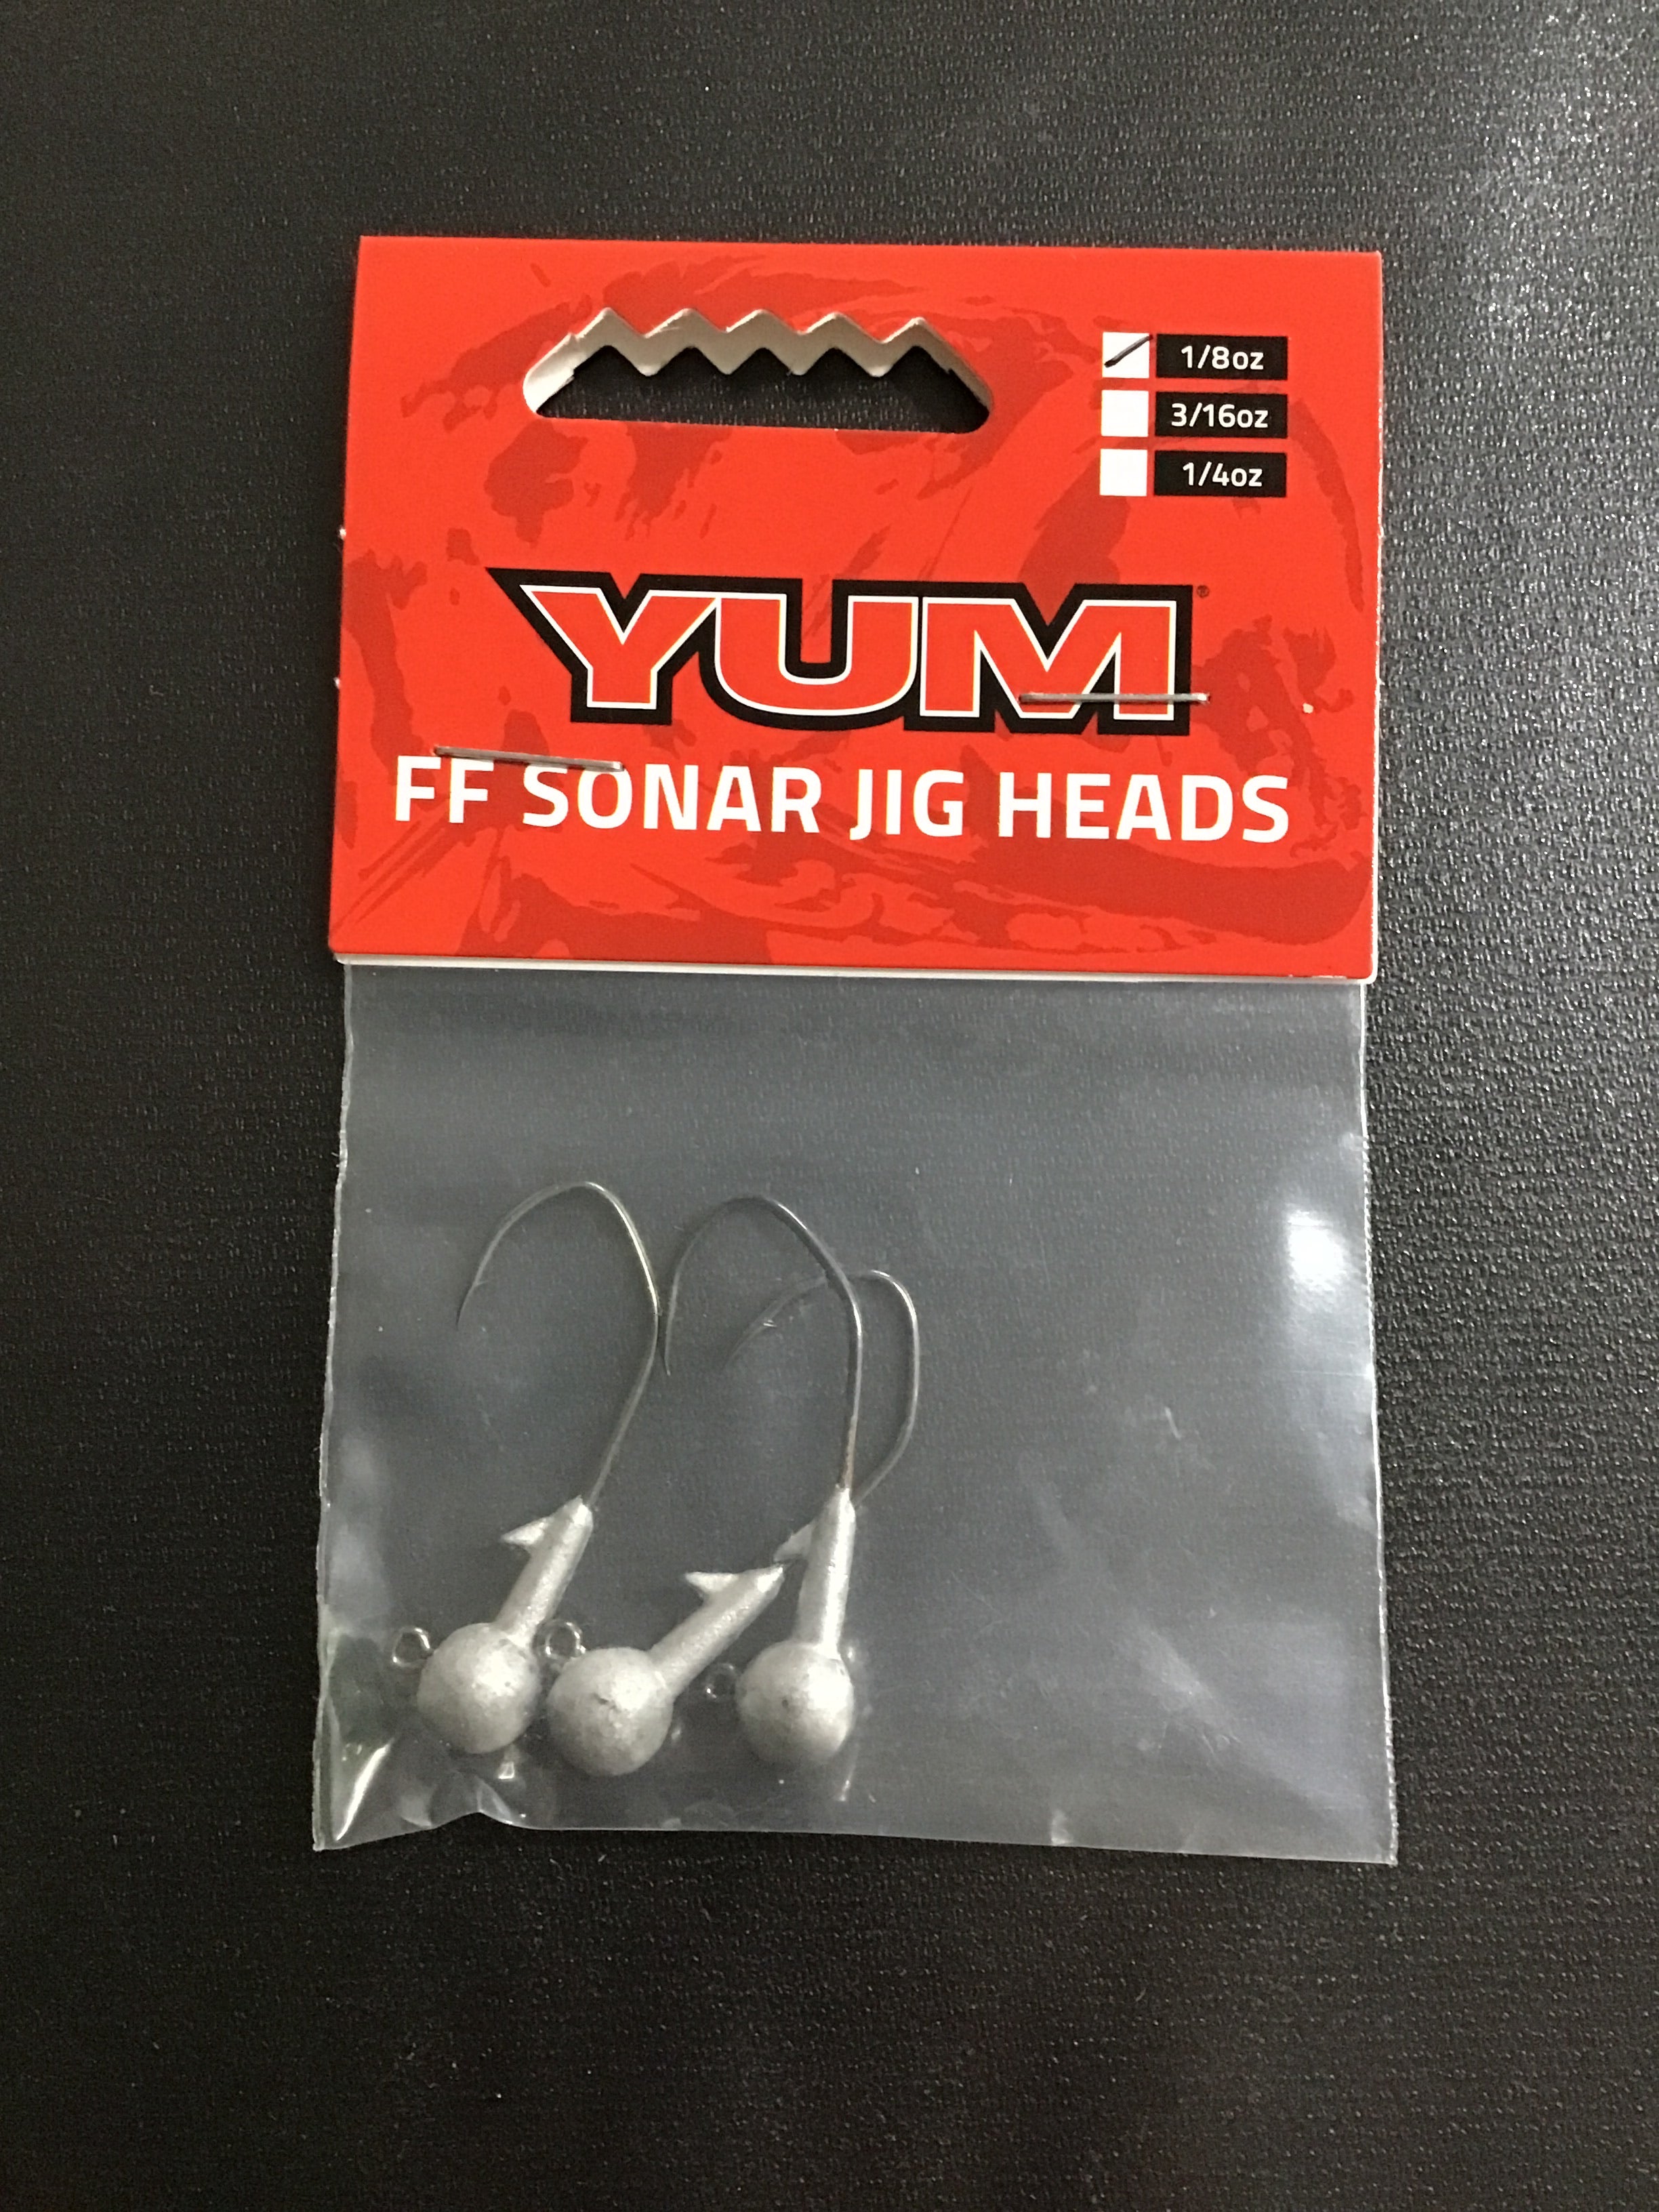 1/8oz
3/16oz
1/4oz
YUM®
FF SONAR JIG HEADS